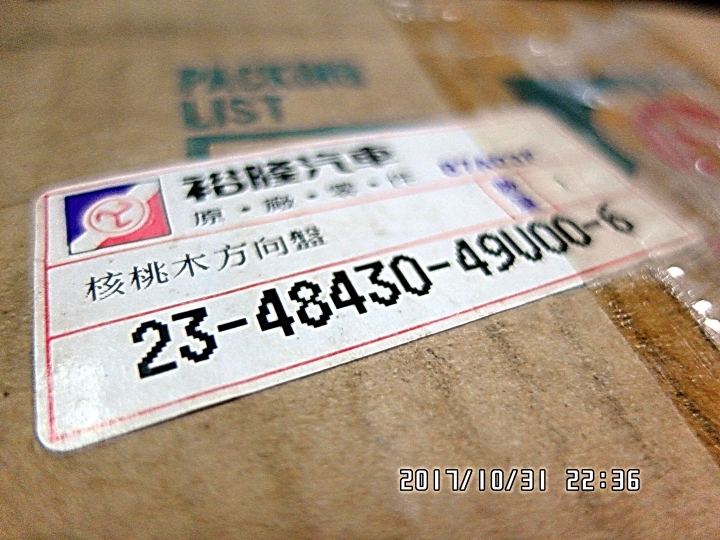 PACKING
LIST
裕隆汽車
原・廠・零・件
核桃木方向盤
23-48430-49U00-6
2017/10/31 22:36